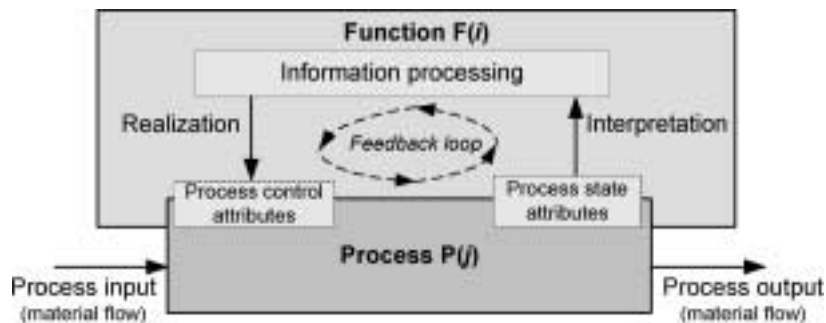 Function F(i)
Information processing
Realization
Feedback loop
Interpretation
Process control
attributes
Process state
attributes
Process P(j)
Process input
(material flow)
Process output
(material flow)